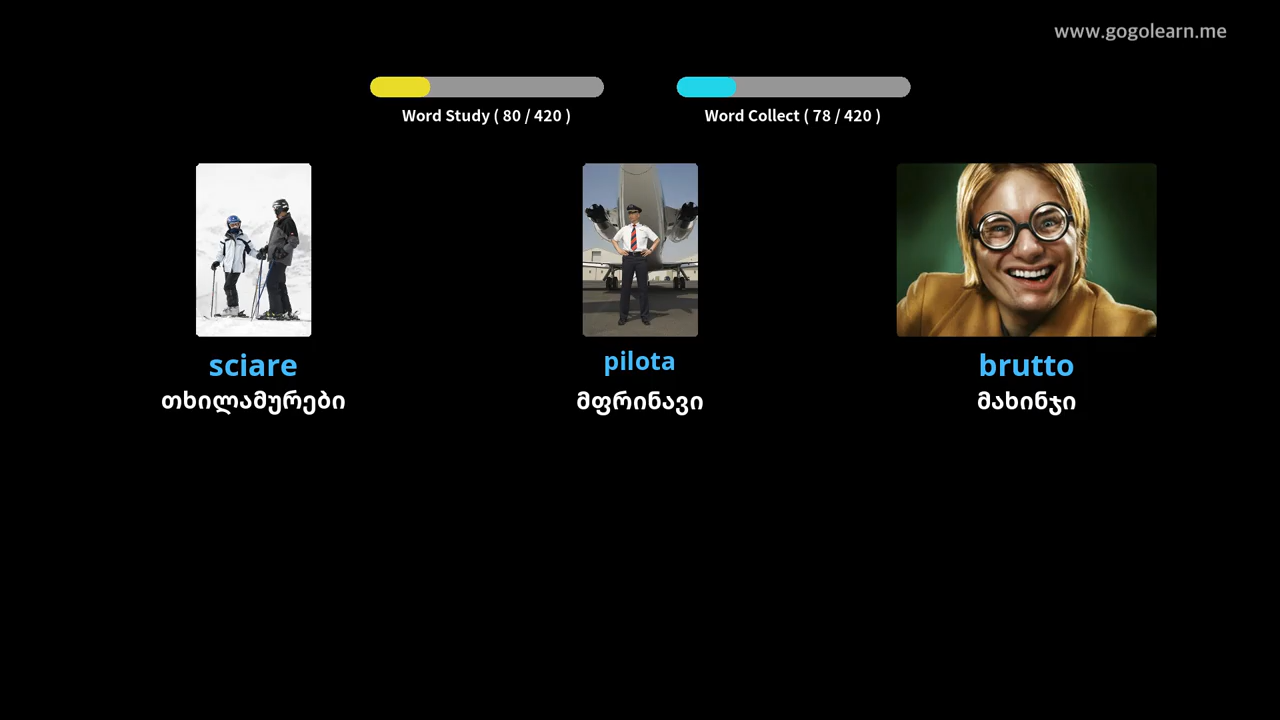 www.gogolearn.me
Word Study ( 80 / 420 )
Word Collect ( 78 / 420 )
sciare
თხილამურები
pilota
მფრინავი
brutto
მახინჯი